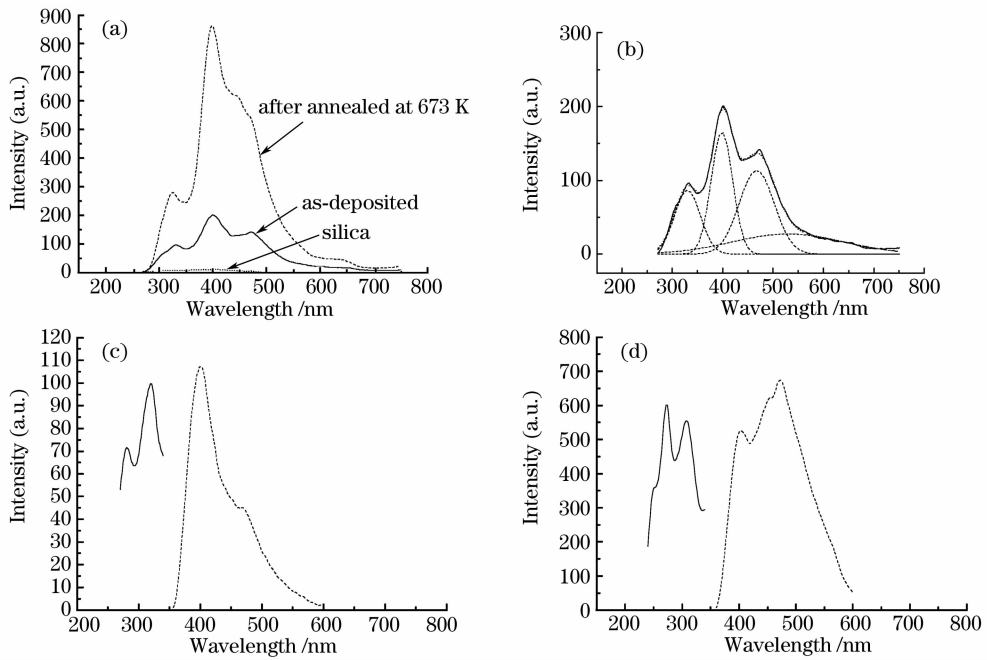 (a)
900
800
700
600
500
400
300
200
100
0
Intensity (a.u.)
after annealed at 673 K
as-deposited
silica
200 300 400 500 600 700 800
Wavelength /nm
(b)
300
200
100
0
Intensity (a.u.)
200 300 400 500 600 700 800
Wavelength /nm
(c)
120
110
100
90
80
70
60
50
40
30
20
10
0
Intensity (a.u.)
200 300 400 500 600 700 800
Wavelength /nm
(d)
800
700
600
500
400
300
200
100
0
Intensity (a.u.)
200 300 400 500 600 700 800
Wavelength /nm